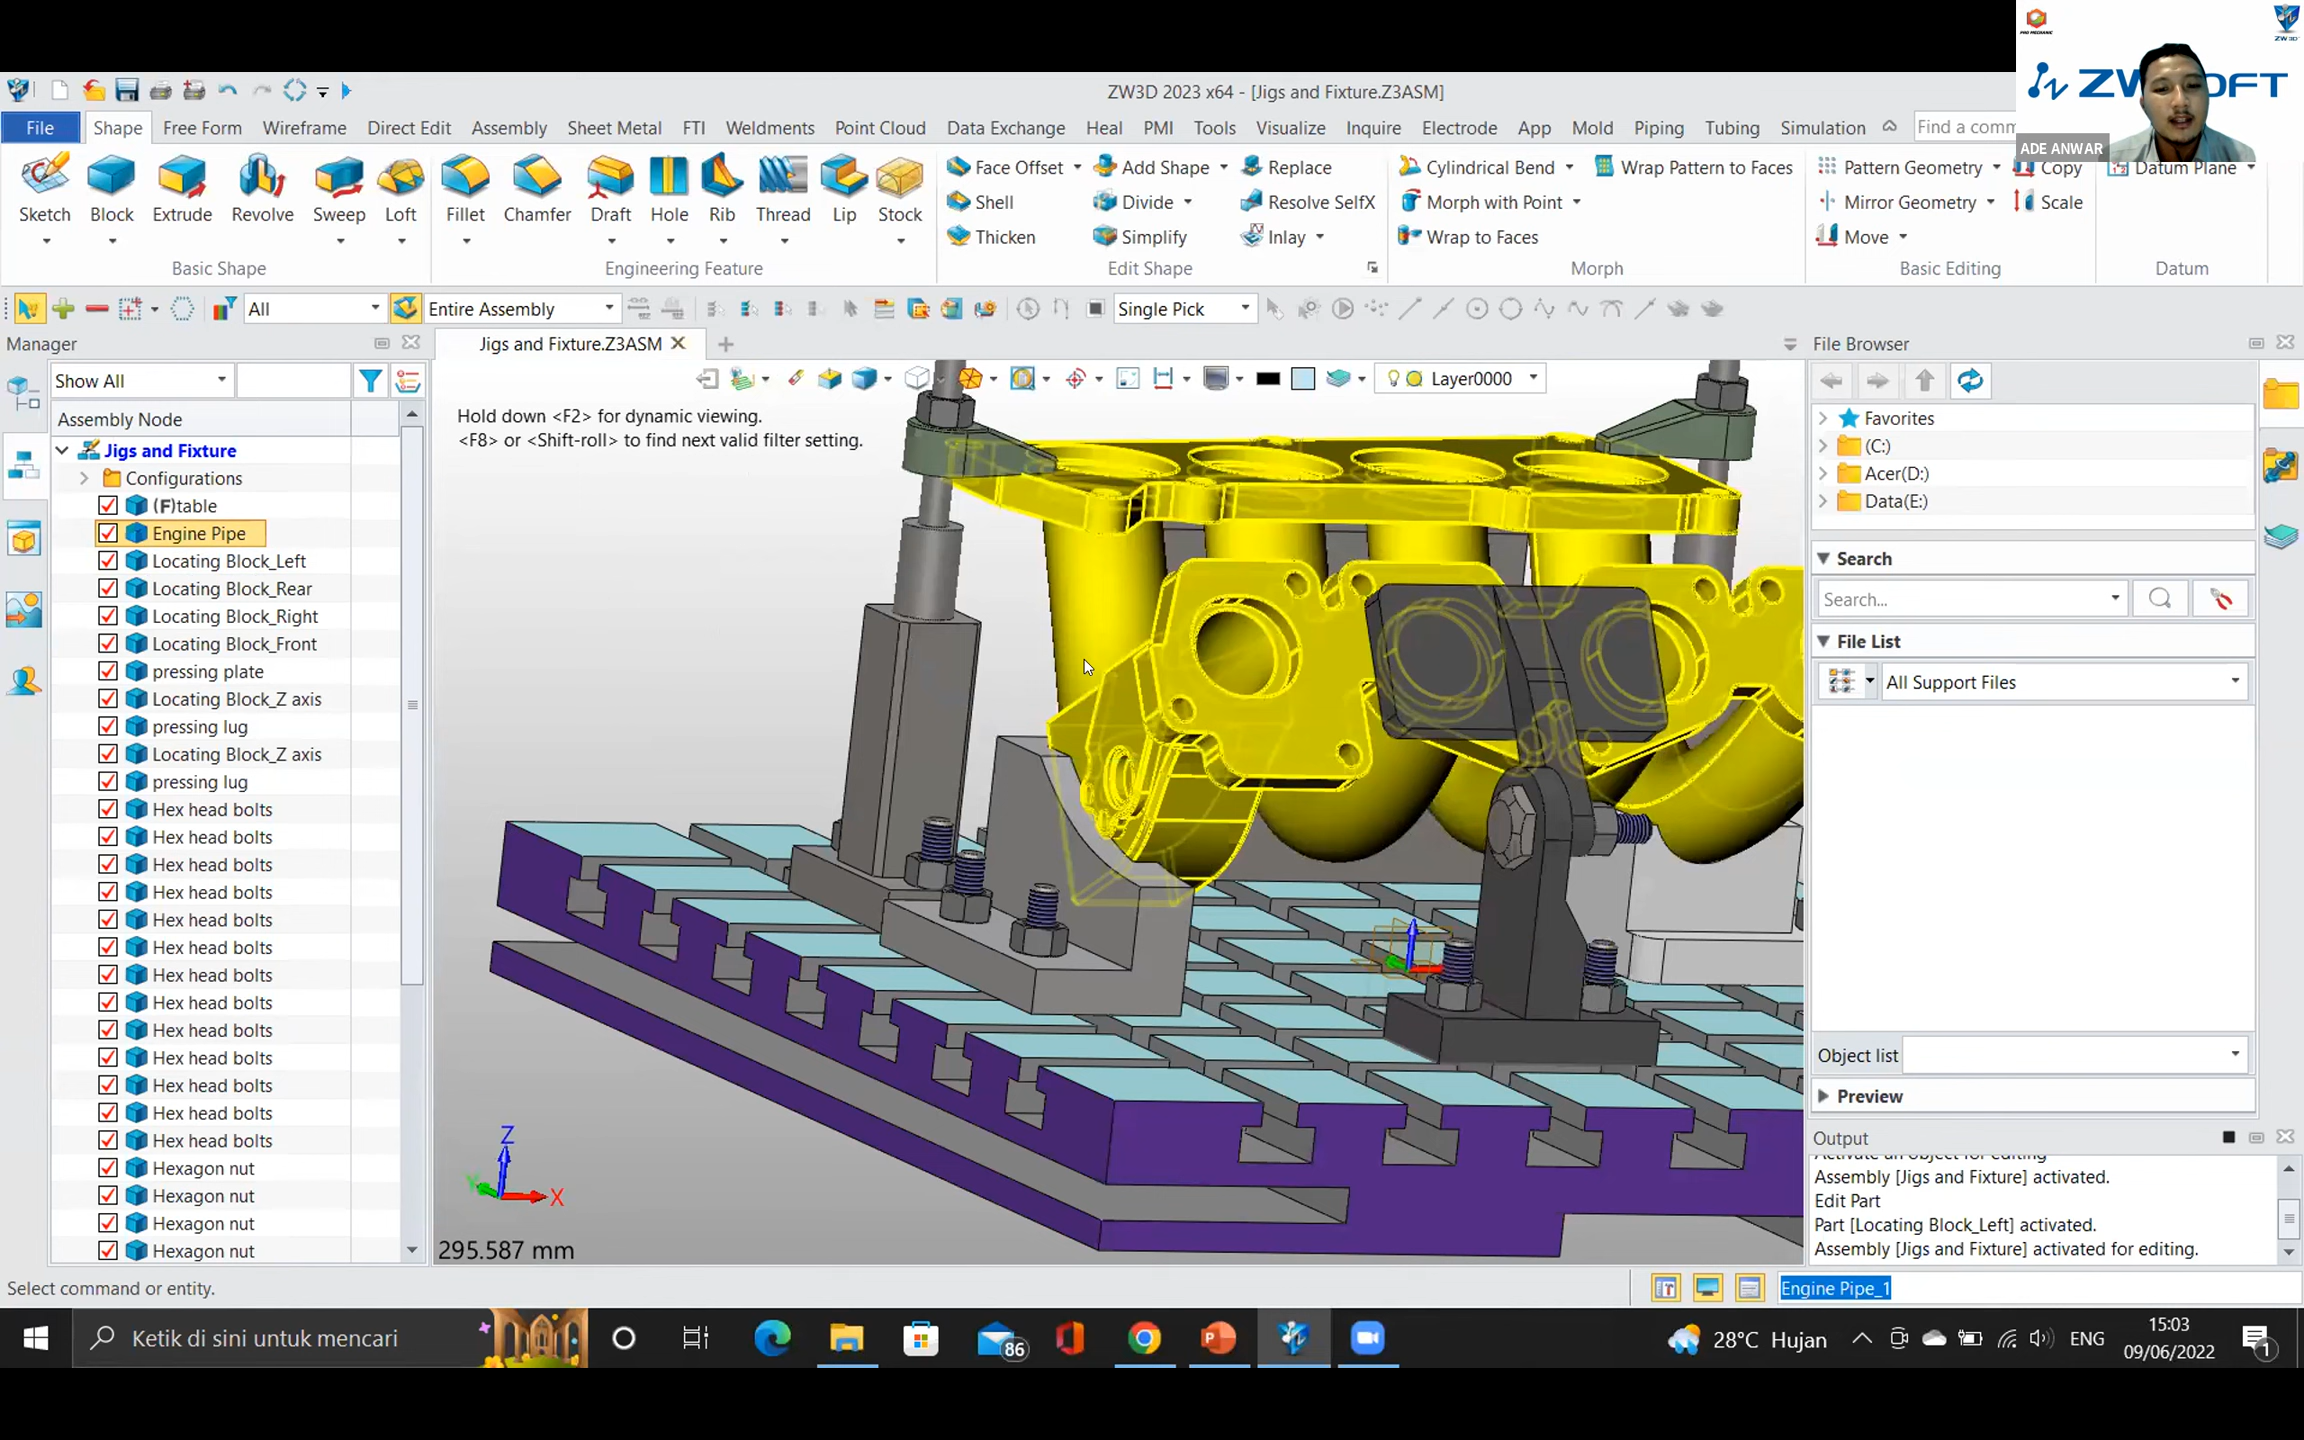 ZW3D 2023 x64 - [Jigs and Fixture.Z3ASM]
ZWSOFT
ADE ANWAR
File Shape Free Form Wireframe Direct Edit Assembly Sheet Metal FTI Weldments Point Cloud Data Exchange Heal PMI Tools Visualize Inquire Electrode App Mold Piping Tubing Simulation
Find a comm
Sketch Block Extrude Revolve Sweep Loft
Basic Shape
Fillet Chamfer Draft Hole Rib Thread Lip Stock
Engineering Feature
Face Offset Add Shape Replace
Shell Divide Resolve SelfX
Thicken Simplify Inlay
Edit Shape
Cylindrical Bend Wrap Pattern to Faces
Morph with Point
Wrap to Faces
Morph
Pattern Geometry Copy
Mirror Geometry Scale
Move
Basic Editing
Datum Plane
Datum
All Entire Assembly Single Pick
Manager
Show All
Assembly Node
Jigs and Fixture
Configurations
(F)table
Engine Pipe
Locating Block_Left
Locating Block_Rear
Locating Block_Right
Locating Block_Front
pressing plate
Locating Block_Z axis
pressing lug
Locating Block_Z axis
pressing lug
Hex head bolts
Hex head bolts
Hex head bolts
Hex head bolts
Hex head bolts
Hex head bolts
Hex head bolts
Hex head bolts
Hex head bolts
Hex head bolts
Hex head bolts
Hex head bolts
Hex head bolts
Hexagon nut
Hexagon nut
Hexagon nut
Hexagon nut
Jigs and Fixture.Z3ASM
Layer0000
Hold down <F2> for dynamic viewing.
<F8> or <Shift-roll> to find next valid filter setting.
Z
Y
X
295.587 mm
File Browser
Favorites
(C:)
Acer(D:)
Data(E:)
Search
Search...
File List
All Support Files
Object list
Preview
Output
Activate an Object for editing
Assembly [Jigs and Fixture] activated.
Edit Part
Part [Locating Block_Left] activated.
Assembly [Jigs and Fixture] activated for editing.
Select command or entity.
Engine Pipe_1
Ketik di sini untuk mencari
86
28°C Hujan
ENG
15:03
09/06/2022
1